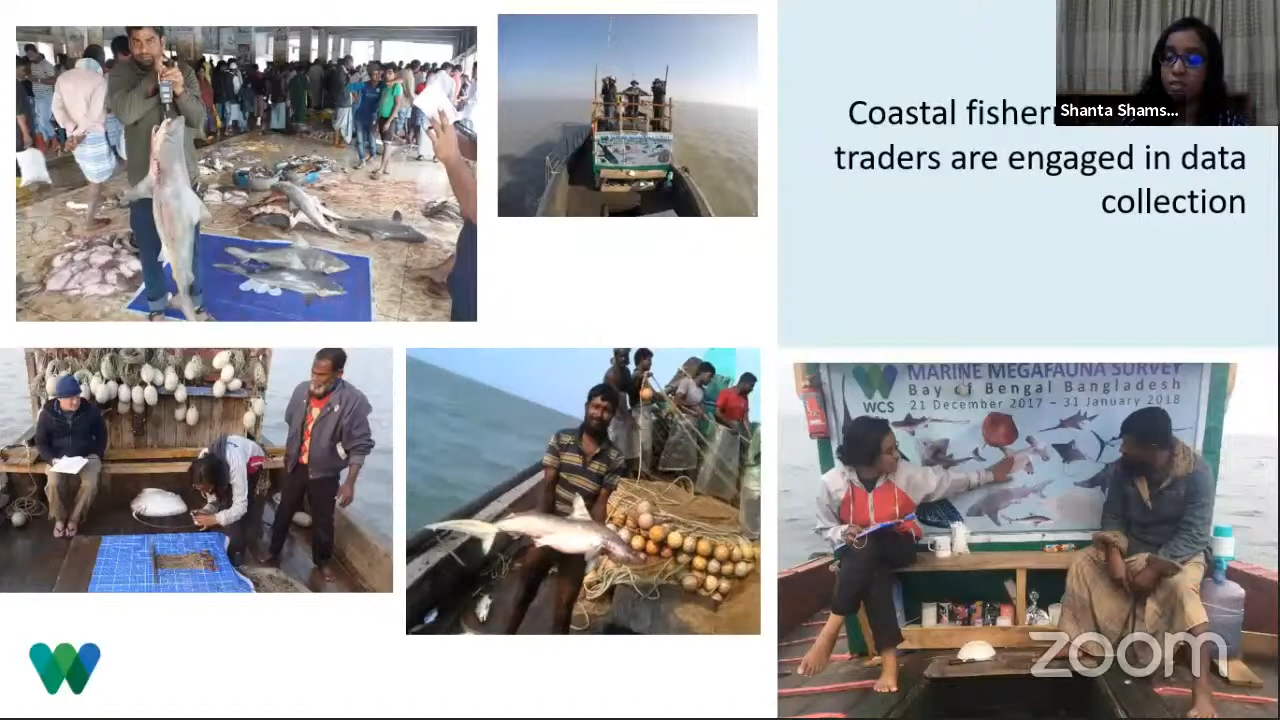 Shanta Shams...
Coastal
traders are engaged in data
collection
MARINE MEGAFAUNA SURVEY
Bay of Bengal Bangladesh
21 December 2017 – 31 January 2018
WCS
zoom